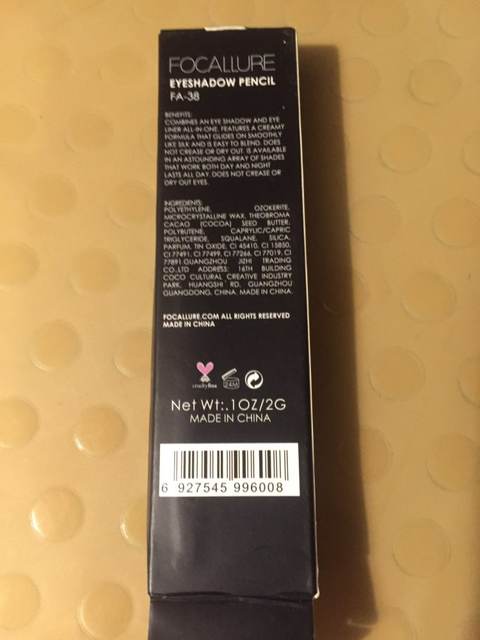 FOCALLURE
EYESHADOW PENCIL
FA-38
BENEFITS:
COMBINES AN EYE SHADOW AND EYE
LINER ALL-IN ONE. FEATURES A CREAMY
FORMULA THAT GLIDES ON SMOOTHLY
LIKE SILK AND IS EASY TO BLEND. DOES
NOT CREASE OR DRY OUT. IS AVAILABLE
IN AN ASTOUNDING ARRAY OF SHADES
THAT WORK BOTH DAY AND NIGHT
LASTS ALL DAY. DOES NOT CREASE OR
DRY OUT EYES.
INGREDIENTS:
POLYETHYLENE, OZOKERITE,
MICROCRYSTALLINE WAX, THEOBROMA
CACAO (COCOA) SEED BUTTER,
POLYBUTENE, CAPRYLIC/CAPRIC
TRIGLYCERIDE, SQUALANE, SILICA,
PARFUM, TIN OXIDE, CI 45410, CI 15850,
CI 77491, CI 77499, CI 77266, CI 77019, CI
77891 GUANGZHOU JIZHI TRADING
CO.,LTD ADDRESS: 16TH BUILDING
COCO CULTURAL CREATIVE INDUSTRY
PARK, HUANGSHI RD, GUANGZHOU
GUANGDONG, CHINA. MADE IN CHINA.
FOCALLURE.COM ALL RIGHTS RESERVED
MADE IN CHINA
crueltyfree
24M
Net Wt:.1OZ/2G
MADE IN CHINA
6 927545 996008